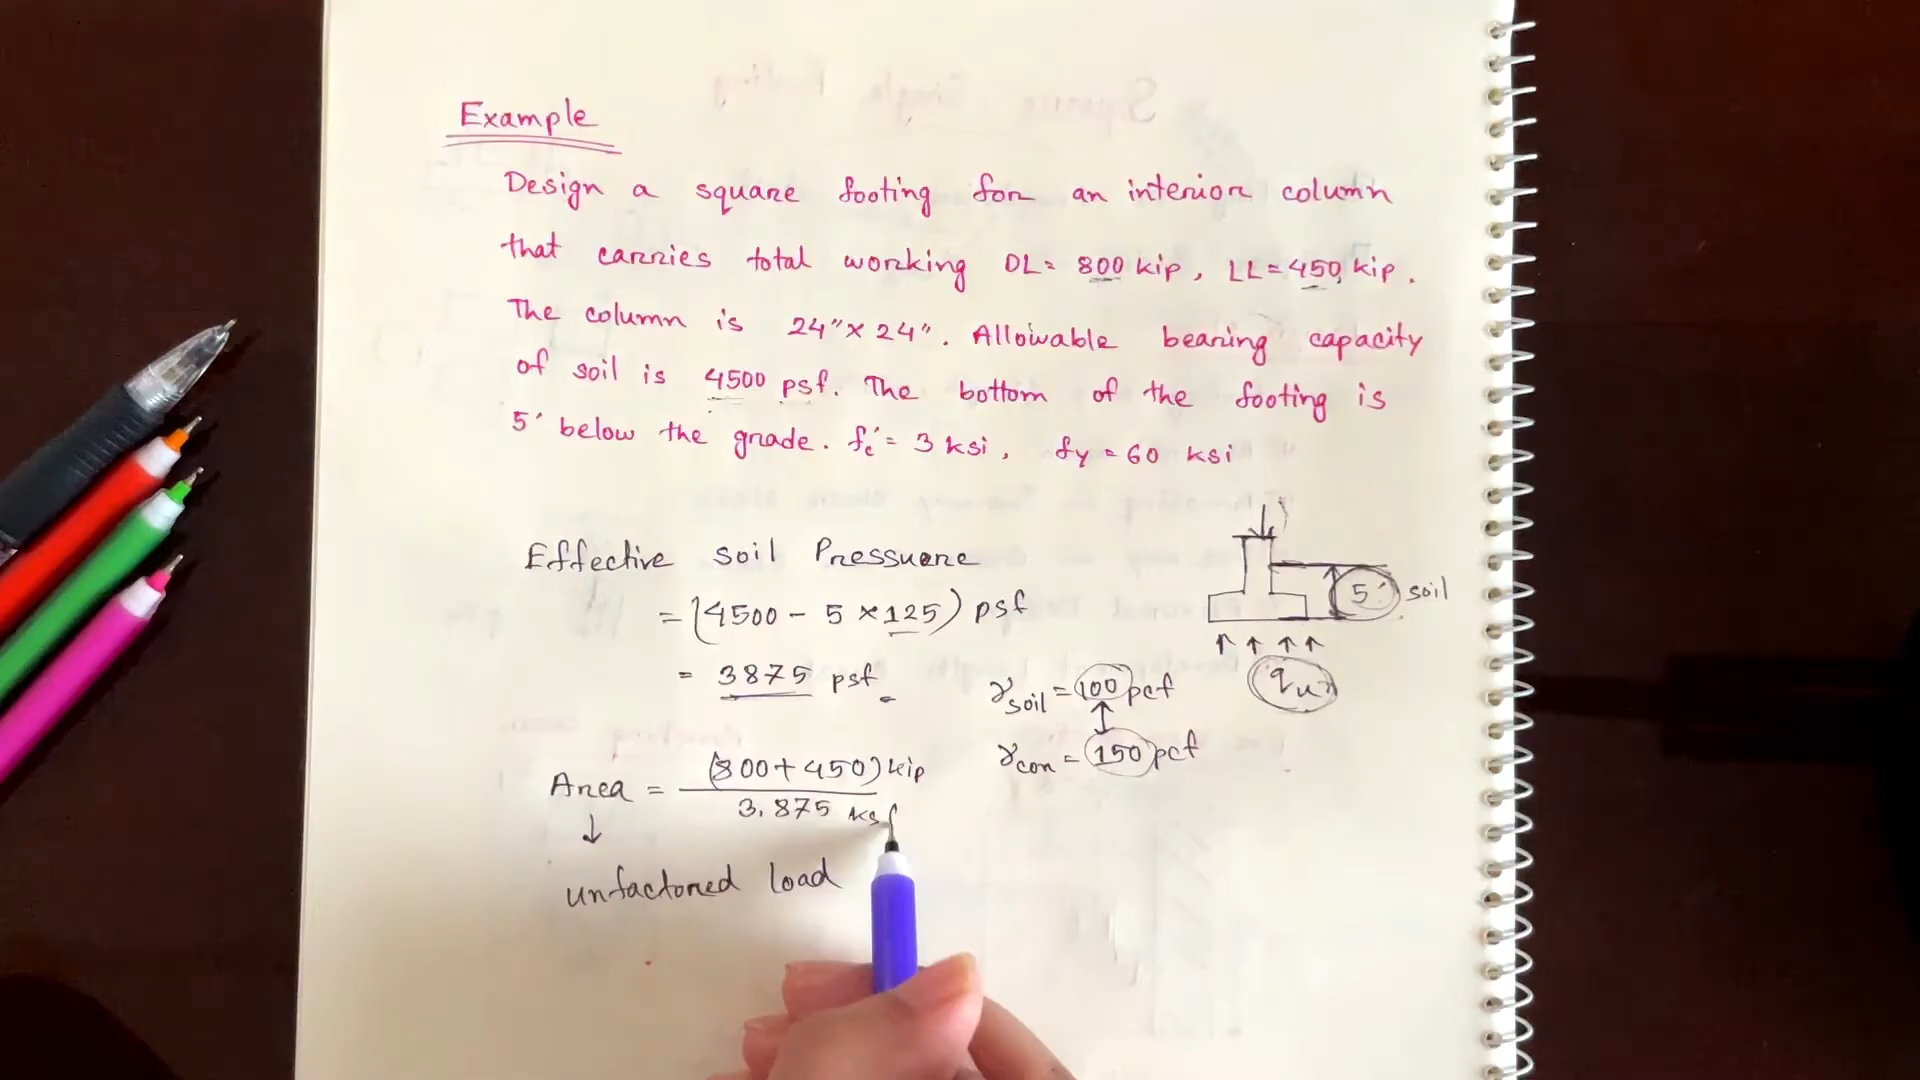 Example
Design a square footing for an interior column
that carries total working DL = 800 kip, LL = 450 kip.
The column is 24" × 24". Allowable bearing capacity
of soil is 4500 psf. The bottom of the footing is
5' below the grade. fc' = 3 ksi, fy = 60 ksi
Effective soil Pressure
= (4500 - 5 × 125) psf
= 3875 psf
5' soil
γsoil = 100 pcf
γcon = 150 pcf
Area = (800 + 450) kip
3.875 ksf
↓
unfactored load